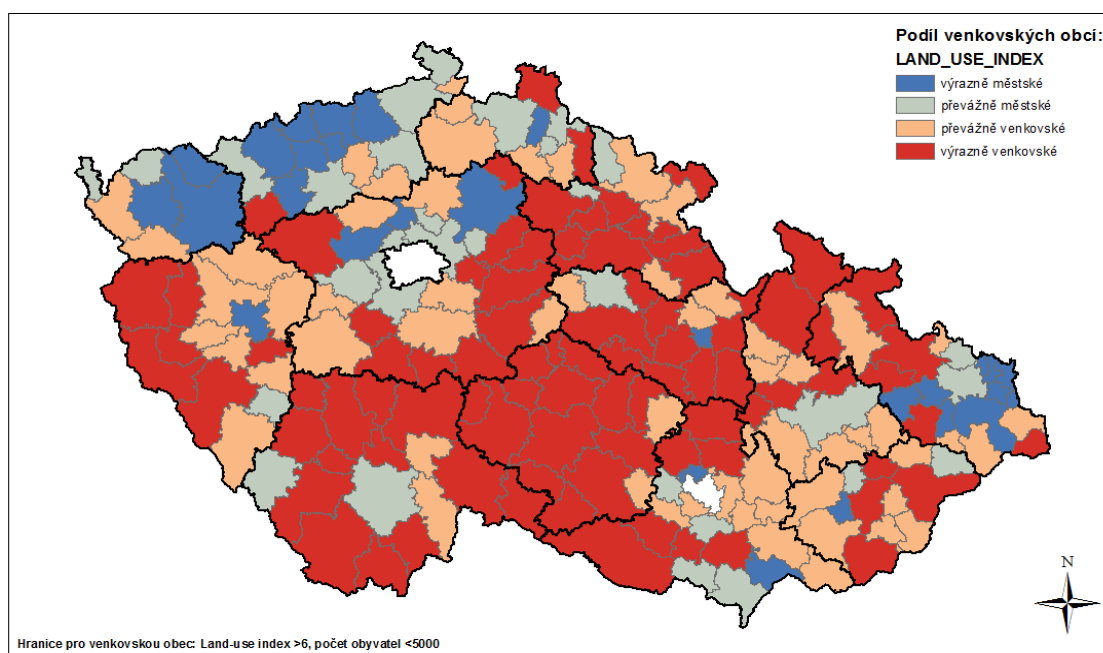 Podíl venkovských obcí:
LAND_USE_INDEX
výrazně městské
převážně městské
převážně venkovské
výrazně venkovské
N
Hranice pro venkovskou obec: Land-use index >6, počet obyvatel <5000